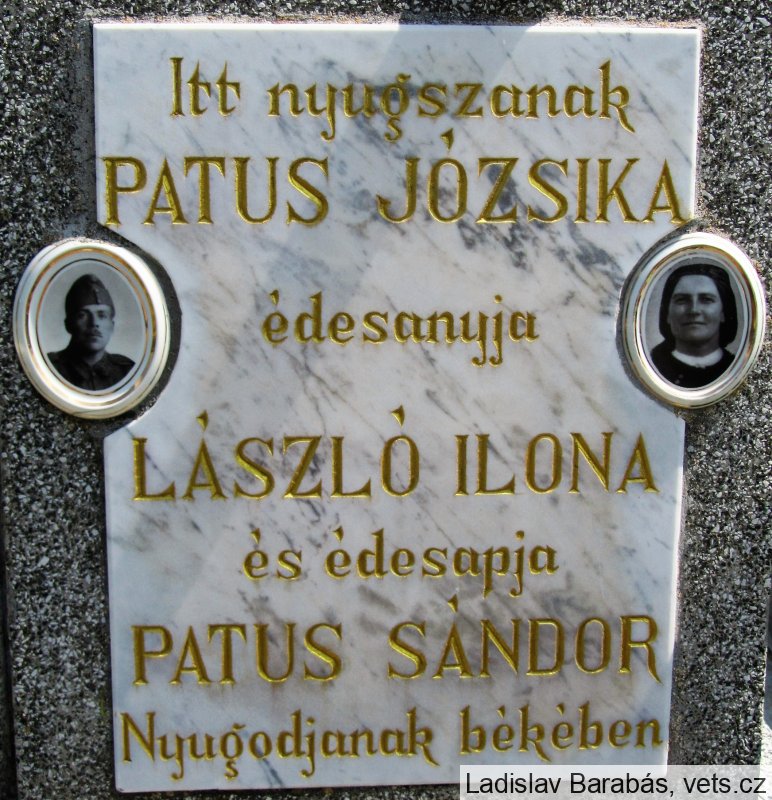 Itt nyugszanak
PATUS JÓZSIKA
édesanyja
LÁSZLÓ ILONA
és édesapja
PATUS SÁNDOR
Nyugodjanak békében
Ladislav Barabás, vets.cz